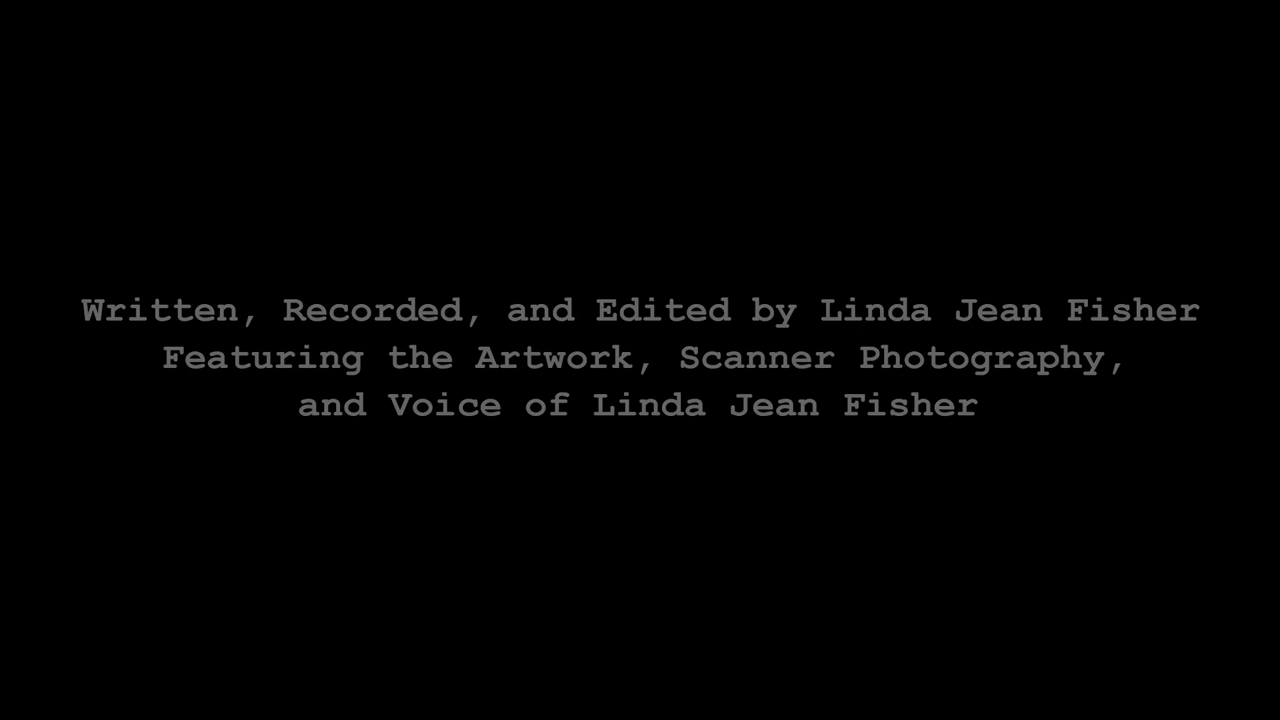 Written, Recorded, and Edited by Linda Jean Fisher
Featuring the Artwork, Scanner Photography,
and Voice of Linda Jean Fisher